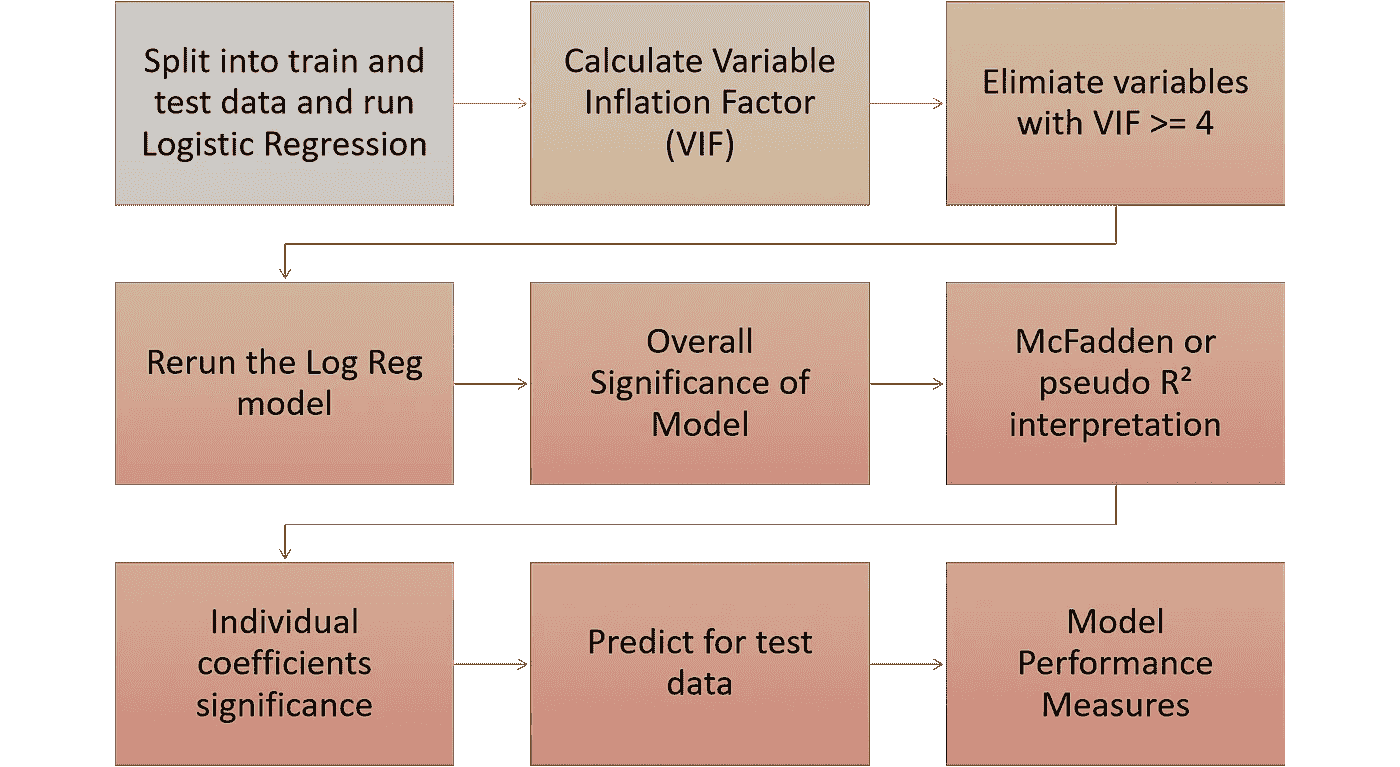 Split into train and
test data and run
Logistic Regression
Calculate Variable
Inflation Factor
(VIF)
Elimiate variables
with VIF >= 4
Rerun the Log Reg
model
Overall
Significance of
Model
McFadden or
pseudo R²
interpretation
Individual
coefficients
significance
Predict for test
data
Model
Performance
Measures